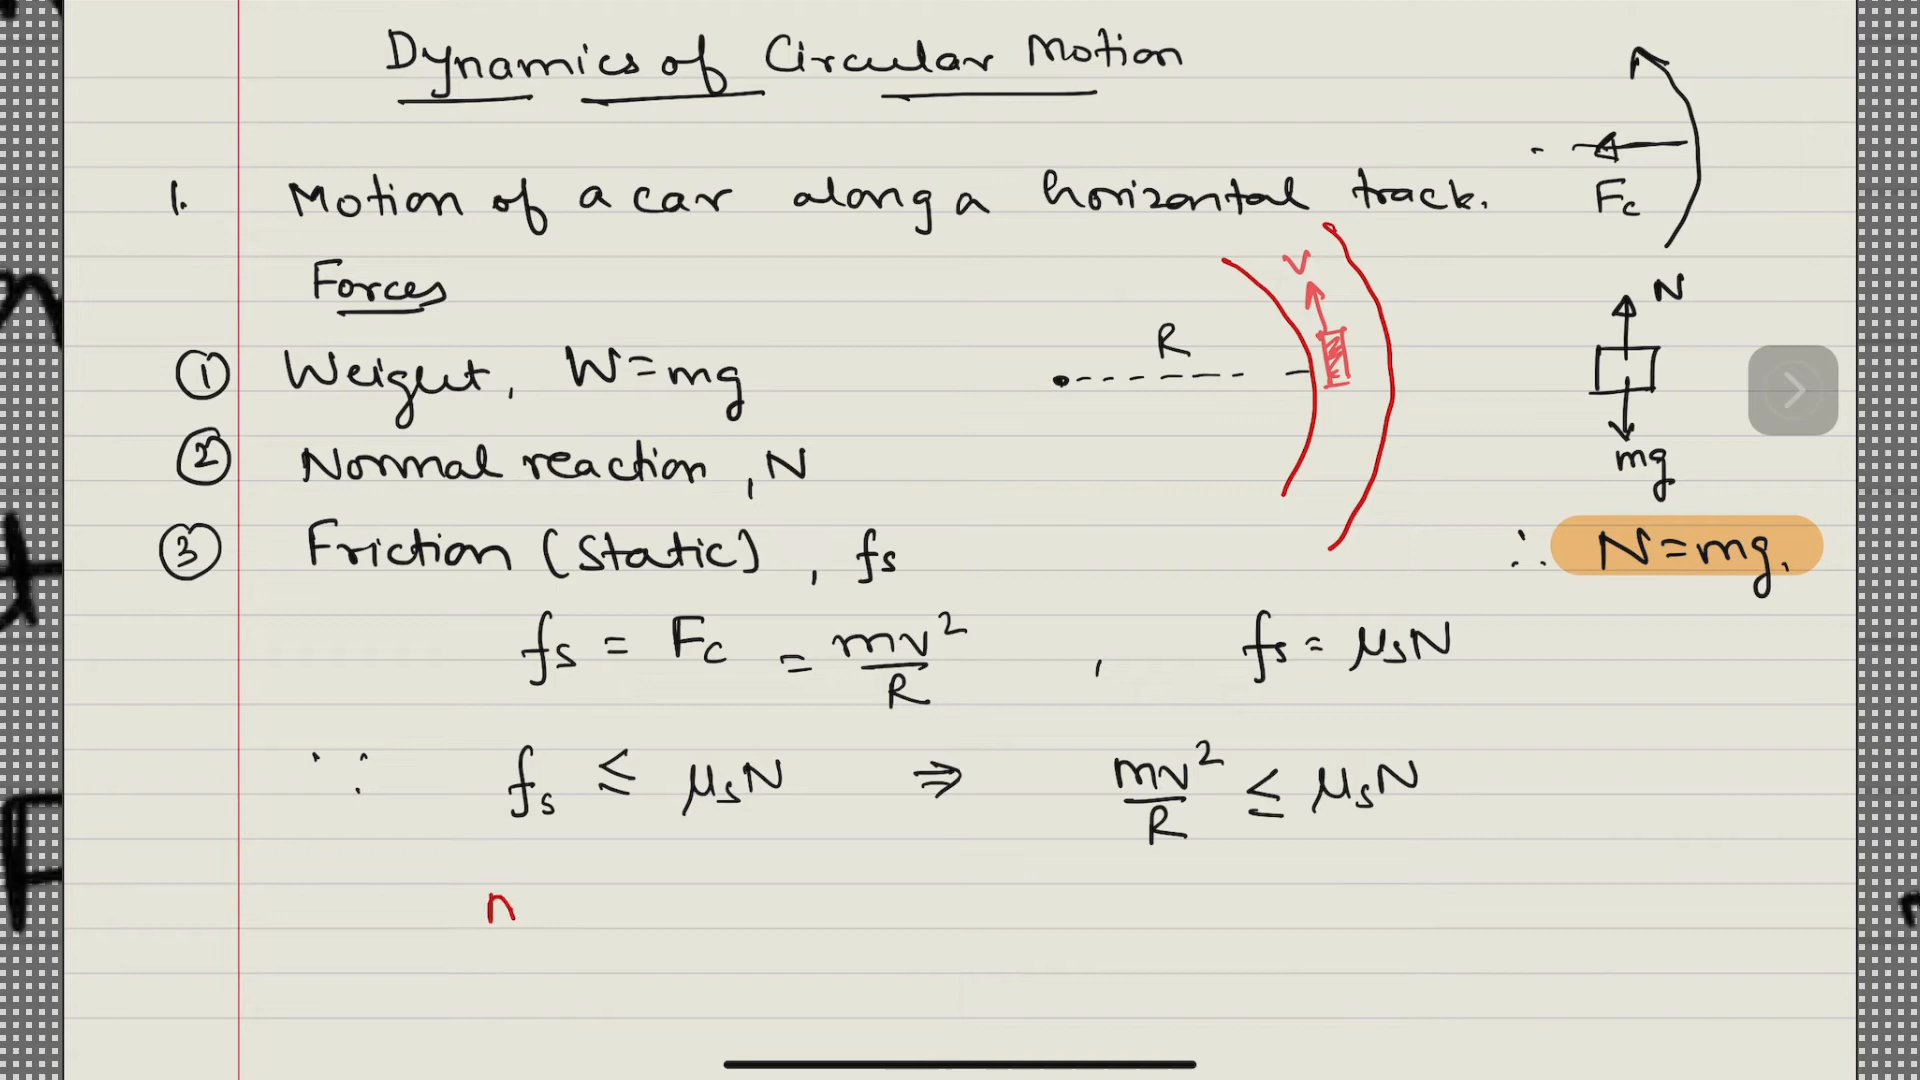 Dynamics of Circular Motion
1. Motion of a car along a horizontal track.
Fc
Forces
V
N
R
① Weight, W=mg
mg
② Normal reaction, N
③ Friction (Static), fs
∴ N=mg.
fs = Fc = mv²/R , fs = μsN
∵ fs ≤ μsN ⇒ mv²/R ≤ μsN
n